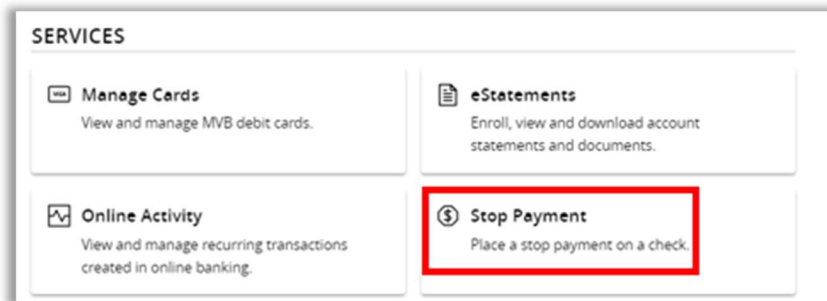 SERVICES
Manage Cards
View and manage MVB debit cards.
eStatements
Enroll, view and download account
statements and documents.
Online Activity
View and manage recurring transactions
created in online banking.
Stop Payment
Place a stop payment on a check.